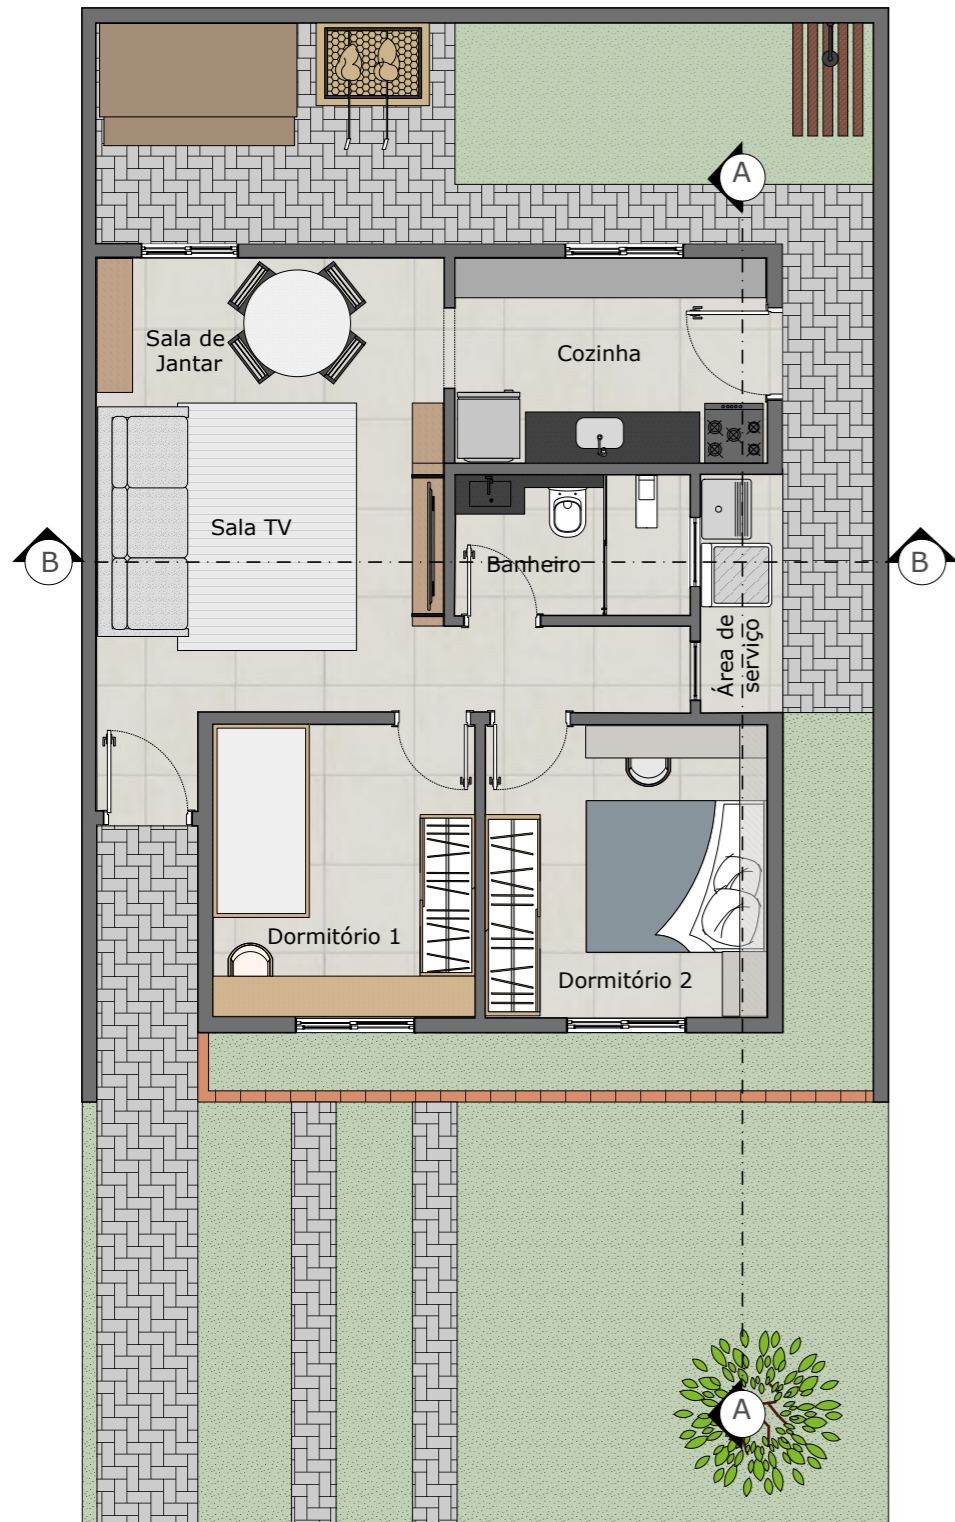 A
Sala de
Jantar
Cozinha
Sala TV
B
Banheiro
B
Área de
serviço
Dormitório 1
Dormitório 2
A